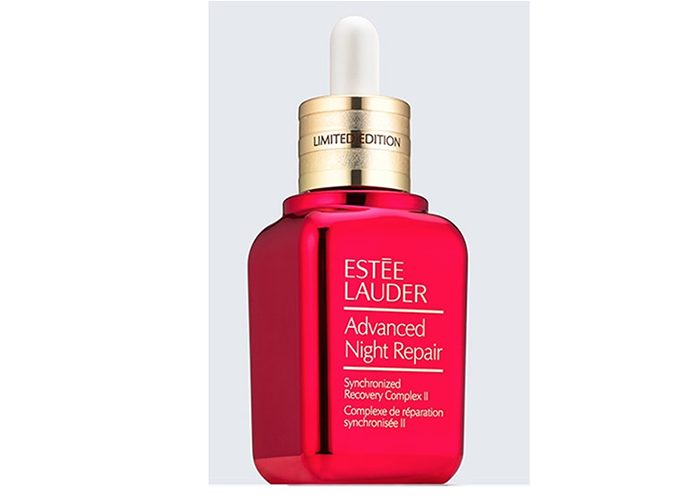 LIMITED EDITION
ESTĒE
LAUDER
Advanced
Night Repair
Synchronized
Recovery Complex II
Complexe de réparation
synchronisée II